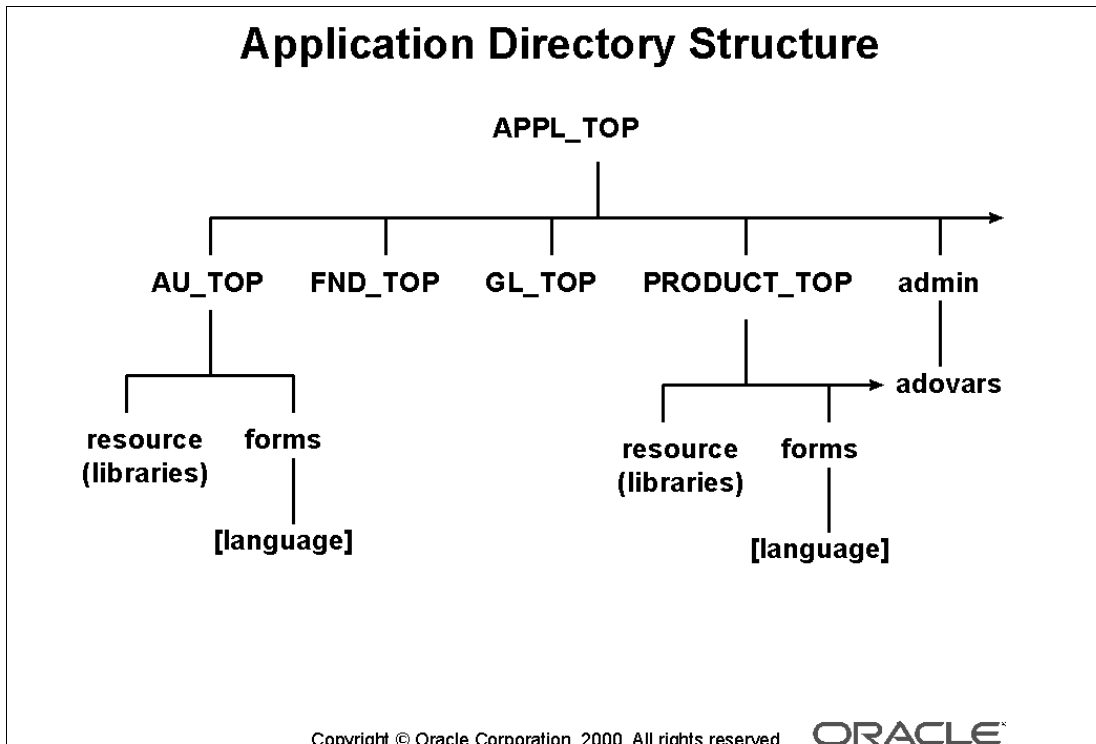 Application Directory Structure
APPL_TOP
AU_TOP FND_TOP GL_TOP PRODUCT_TOP admin
adovars
resource forms
(libraries)
[language]
resource forms
(libraries)
[language]
Copyright © Oracle Corporation, 2000. All rights reserved.
ORACLE